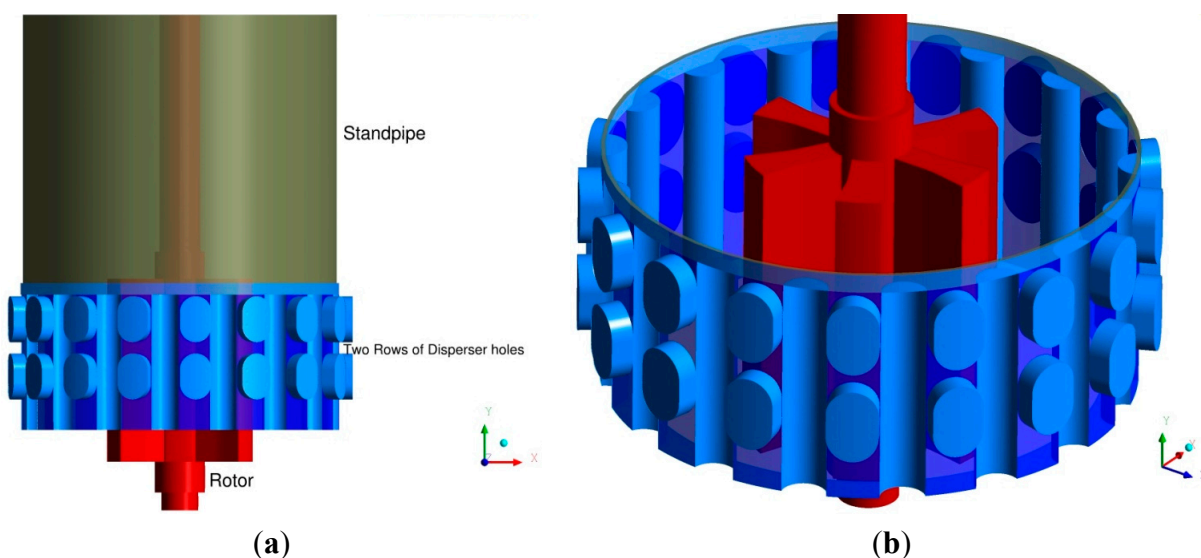 Standpipe
Two Rows of Disperser holes
Y
Z
X
Rotor
Y
X
(a)
(b)